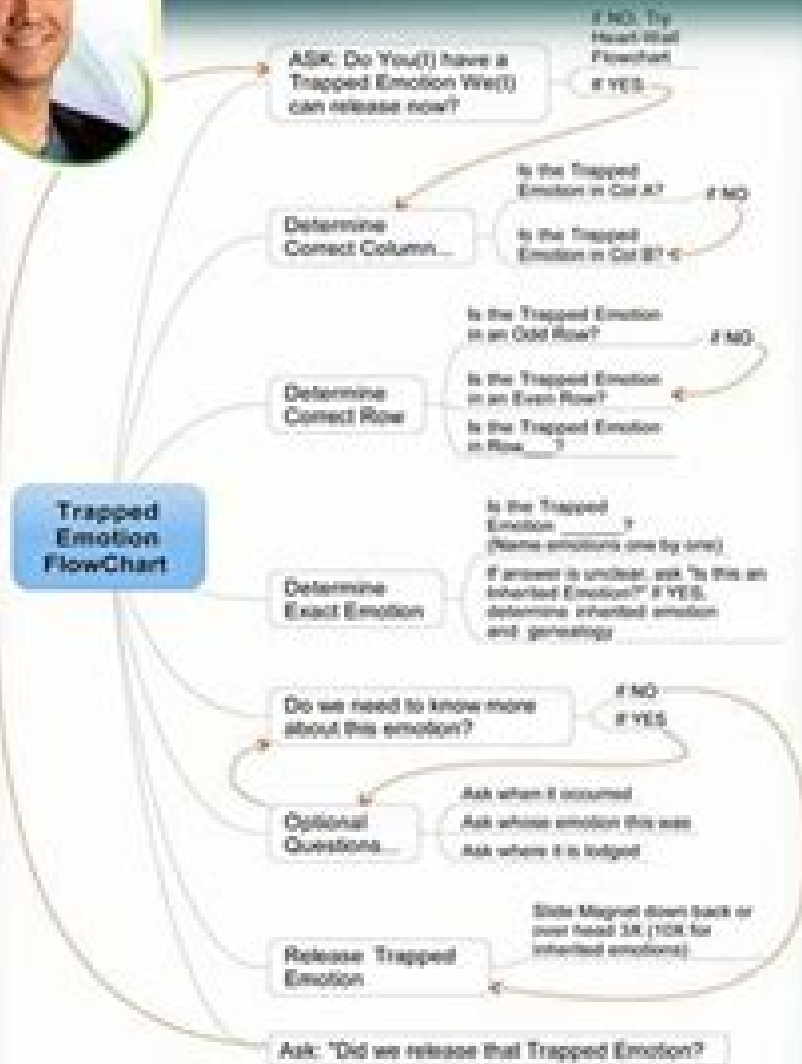 if NO, Try
Heart-Wall
Flowchart
ASK: Do You(I) have a
Trapped Emotion We(I)
can release now?
If YES
Is the Trapped
Emotion in Col A?
if NO
Determine
Correct Column...
Is the Trapped
Emotion in Col B?
Is the Trapped Emotion
in an Odd Row?
if NO
Determine
Correct Row
Is the Trapped Emotion
in an Even Row?
Is the Trapped Emotion
in Row___?
Trapped
Emotion
FlowChart
Is the Trapped
Emotion ______?
(Name emotions one by one)
Determine
Exact Emotion
If answer is unclear, ask "Is this an
Inherited Emotion?" If YES,
determine inherited emotion
and genealogy
Do we need to know more
about this emotion?
if NO
If YES
Optional
Questions...
Ask when it occurred
Ask whose emotion this was
Ask where it is lodged
Slide Magnet down back or
over head 3X (10X for
inherited emotions)
Release Trapped
Emotion
Ask: "Did we release that Trapped Emotion?